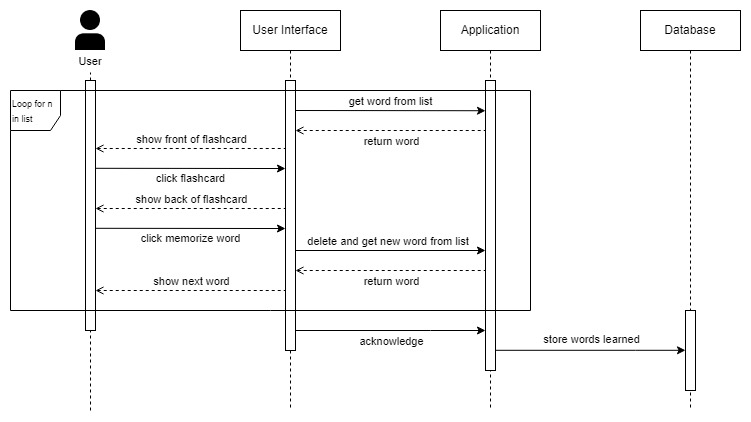 User Interface
Application
Database
User
Loop for n
in list
get word from list
return word
show front of flashcard
click flashcard
show back of flashcard
click memorize word
delete and get new word from list
return word
show next word
acknowledge
store words learned